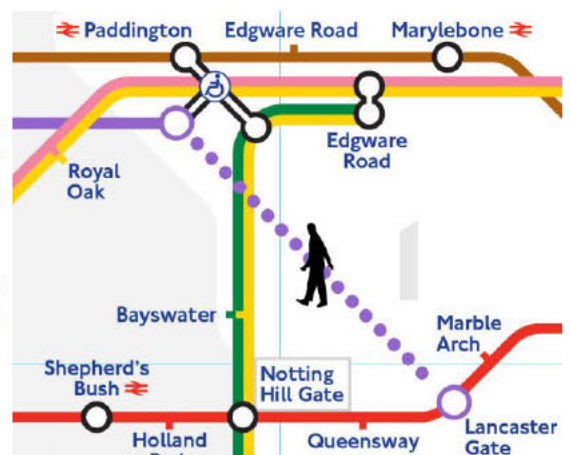 Paddington
Edgware Road
Marylebone
Edgware
Road
Royal
Oak
Bayswater
Marble
Arch
Shepherd's
Bush
Notting
Hill Gate
Holland
Queensway
Lancaster
Gate